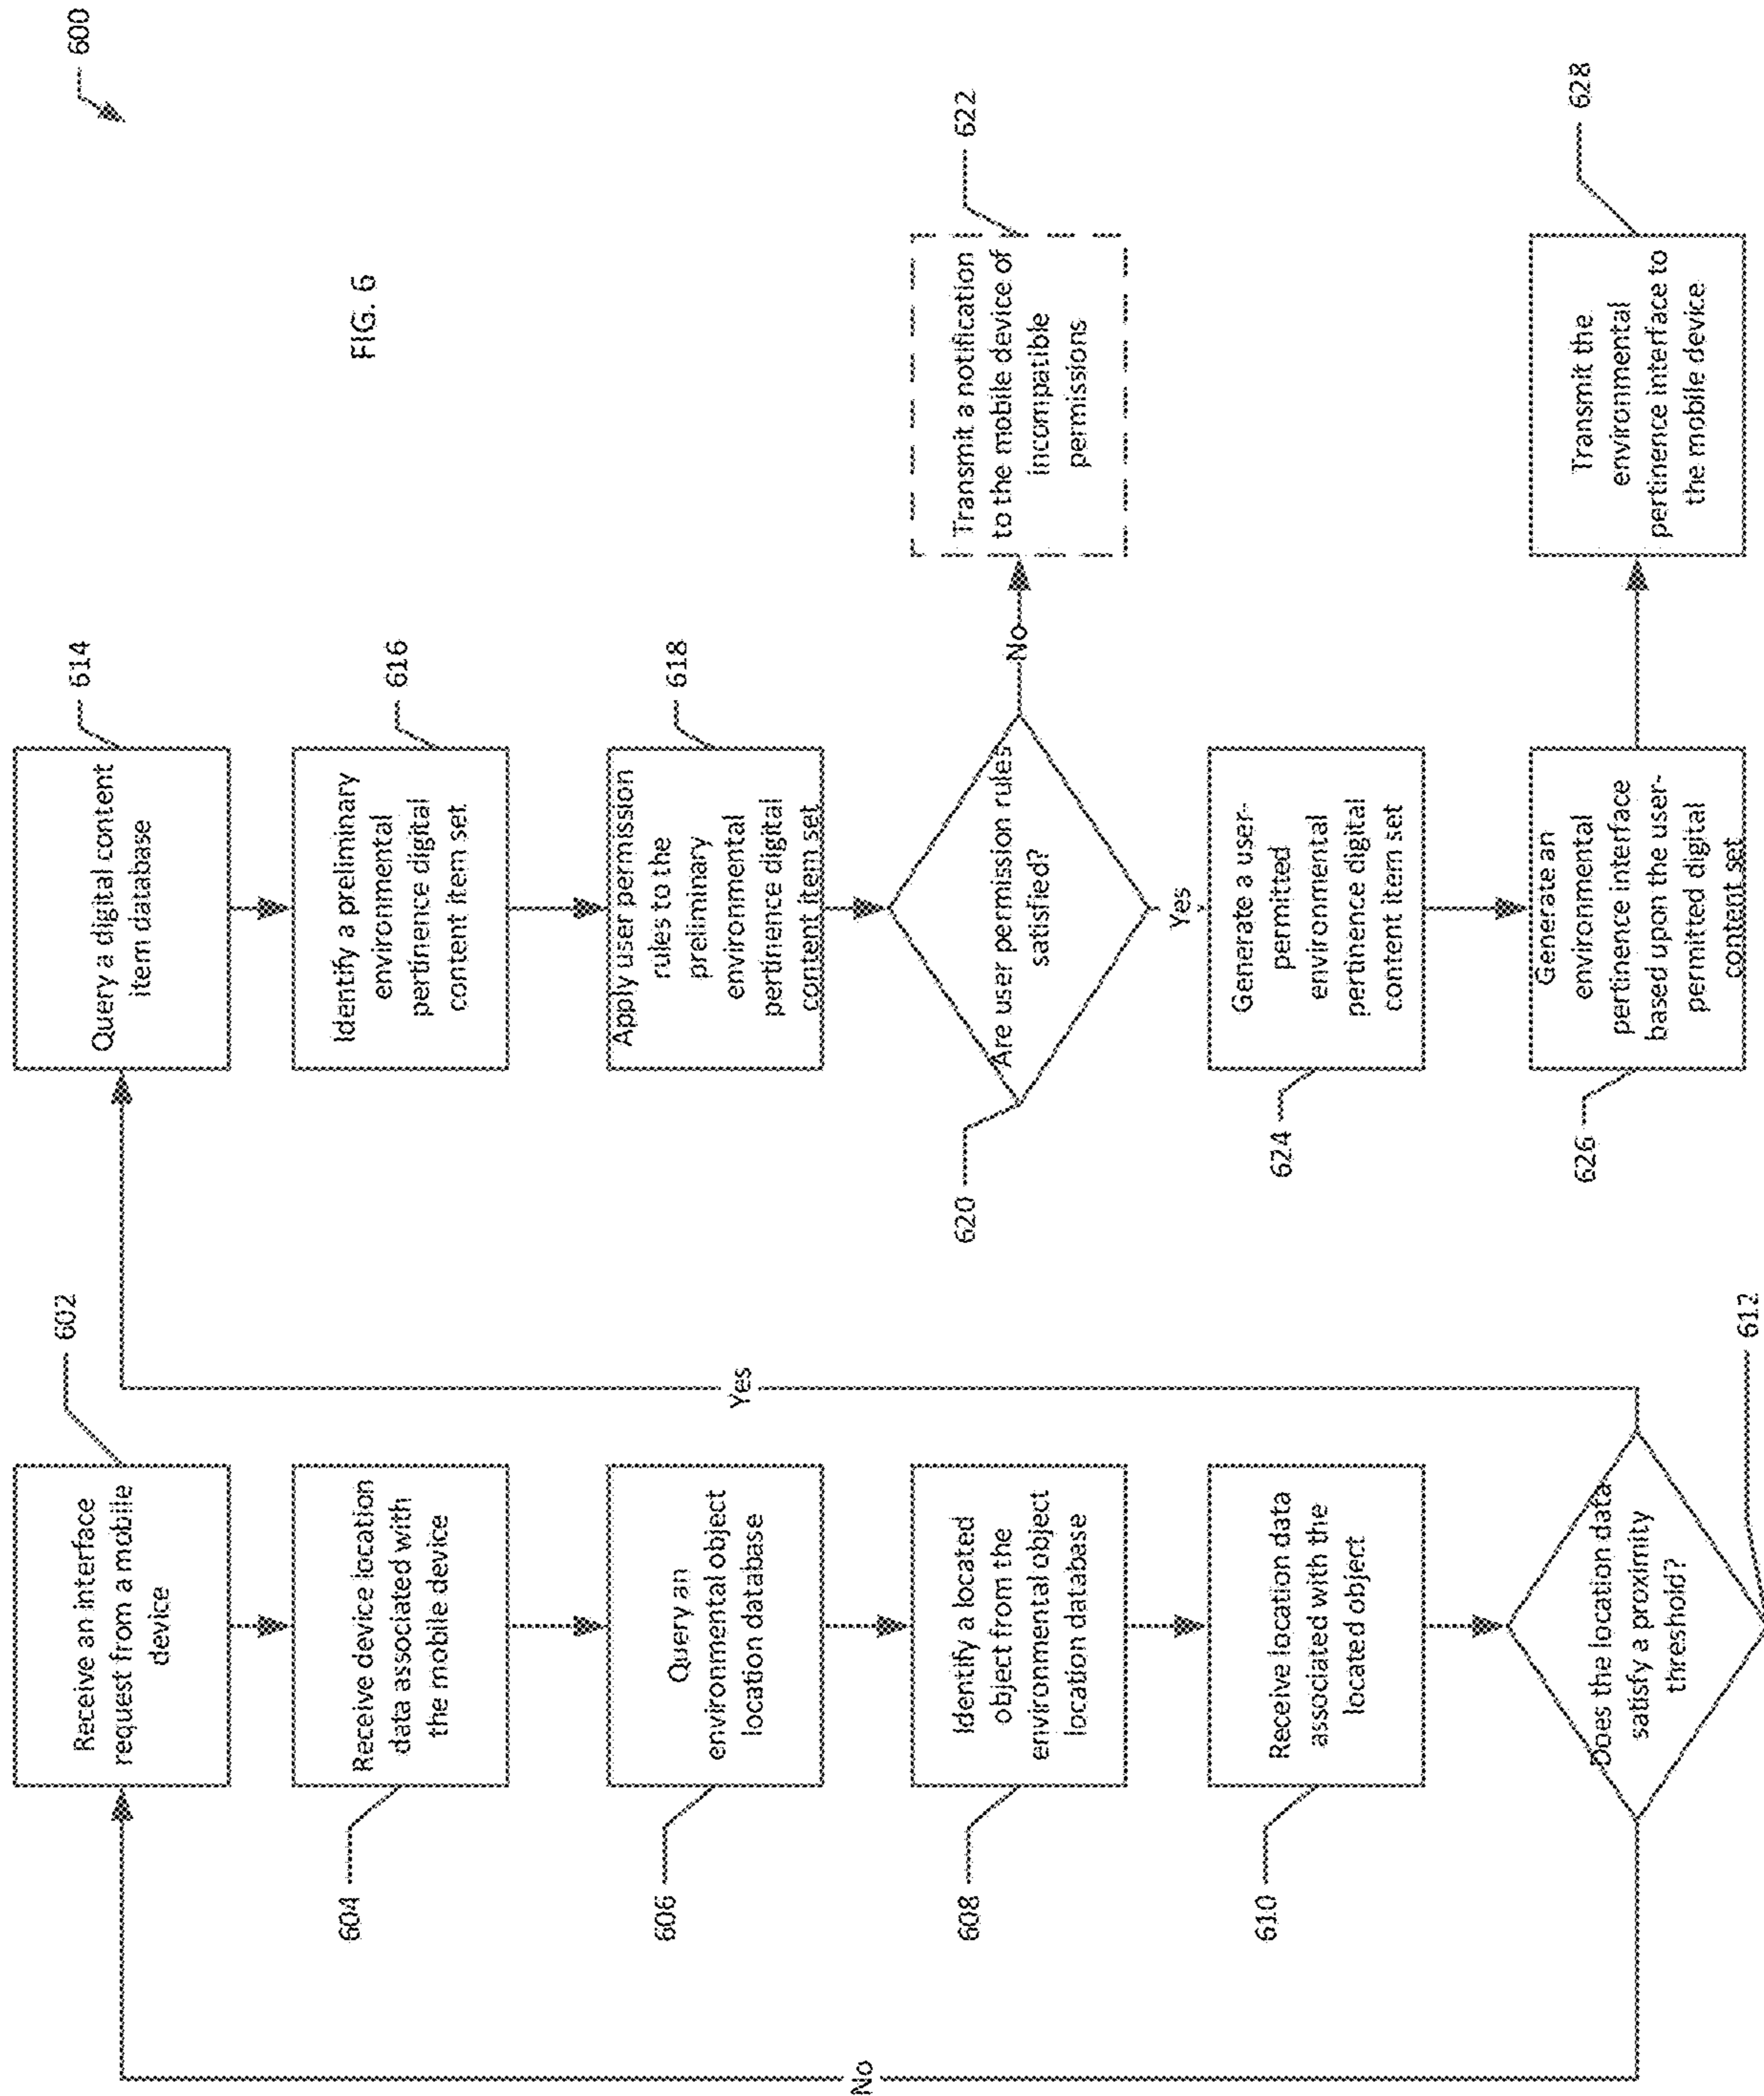 600
FIG. 6
602
Receive an interface
request from a mobile
device
604
Receive device location
data associated with
the mobile device
606
Query an
environmental object
location database
608
Identify a located
object from the
environmental object
location database
610
Receive location data
associated with the
located object
612
Does the location data
satisfy a proximity
threshold?
No
Yes
614
Query a digital content
item database
616
Identify a preliminary
environmental
pertinence digital
content item set
618
Apply user permission
rules to the
preliminary
environmental
pertinence digital
content item set
620
Are user permission rules
satisfied?
No
622
Transmit a notification
to the mobile device of
incompatible
permissions
Yes
624
Generate a user-
permitted
environmental
pertinence digital
content item set
626
Generate an
environmental
pertinence interface
based upon the user-
permitted digital
content set
628
Transmit the
environmental
pertinence interface to
the mobile device